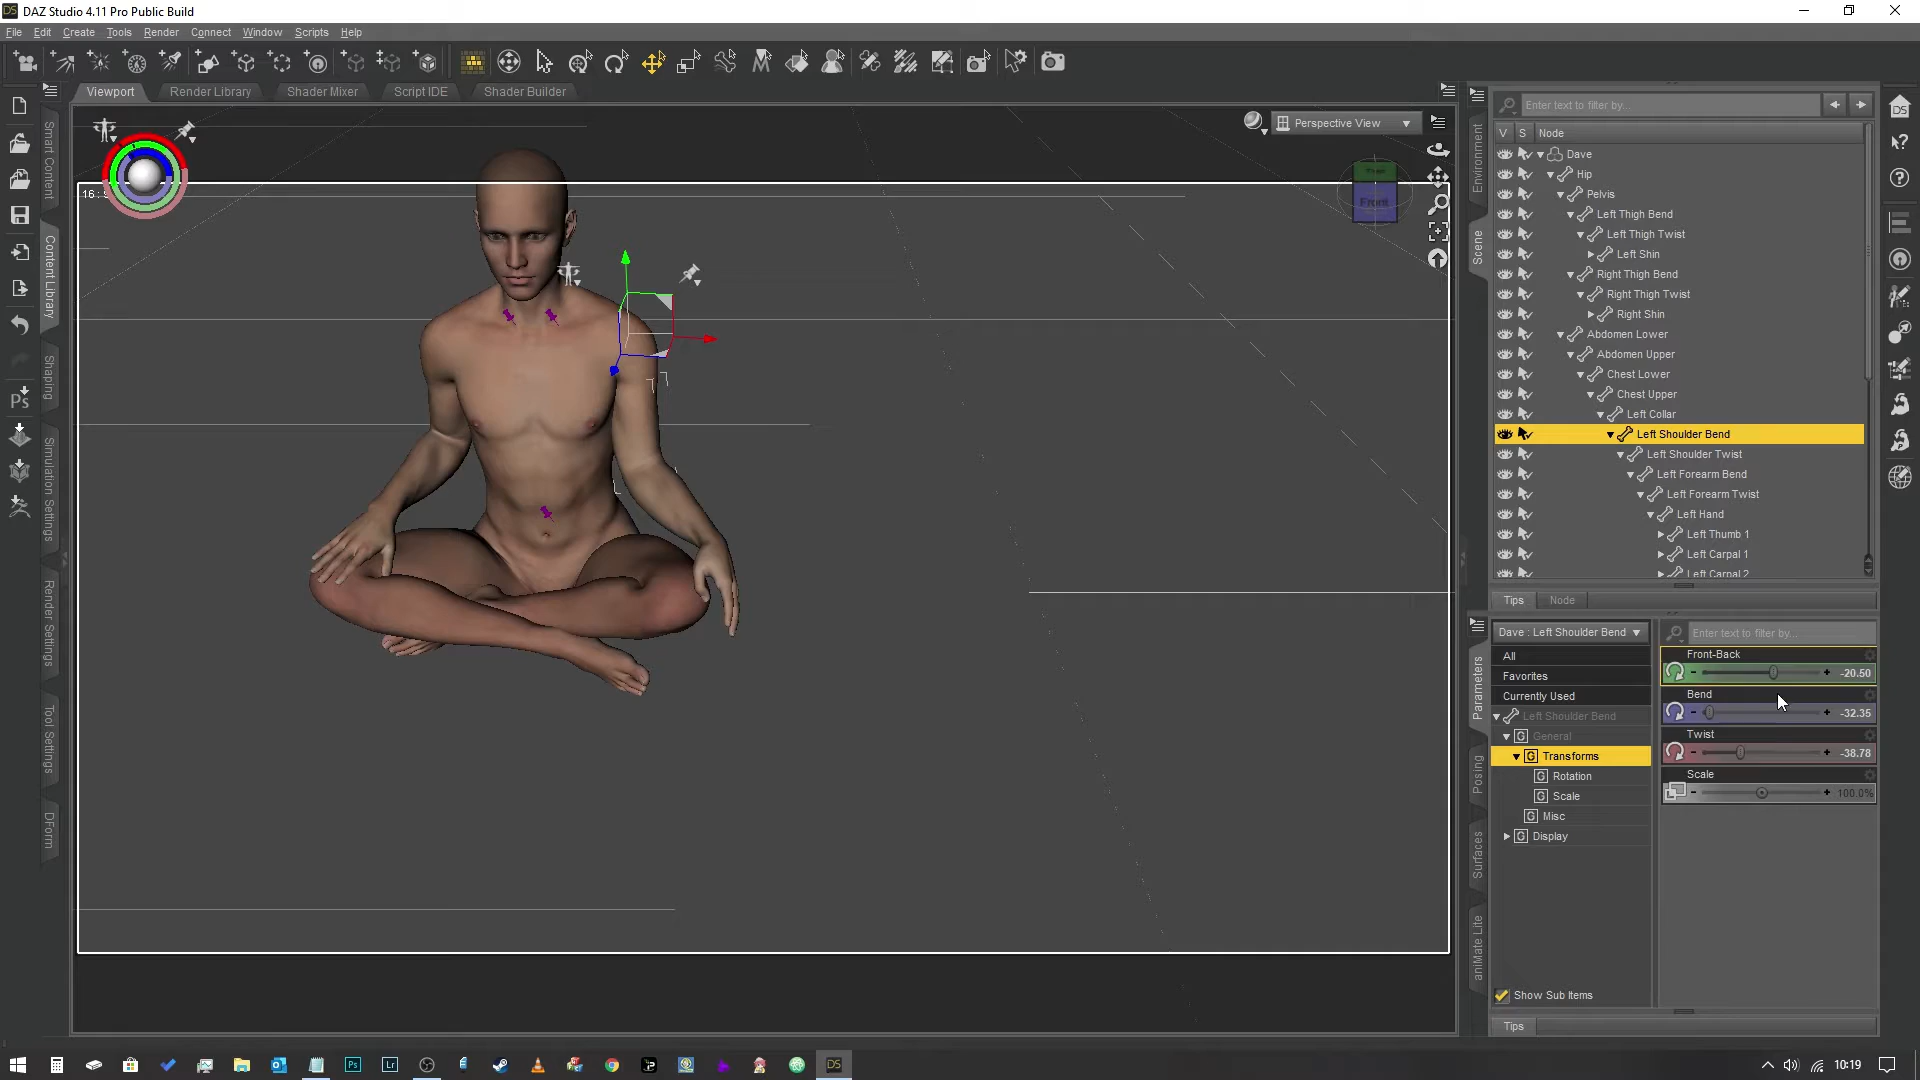 DAZ Studio 4.11 Pro Public Build
File Edit Create Tools Render Connect Window Scripts Help
Viewport Render Library Shader Mixer Script IDE Shader Builder
Smart Content
Content Library
Shaping
Simulation Settings
Render Settings
Tool Settings
DForm
Perspective View
Front
Environment
Scene
Enter text to filter by...
V S Node
Dave
Hip
Pelvis
Left Thigh Bend
Left Thigh Twist
Left Shin
Right Thigh Bend
Right Thigh Twist
Right Shin
Abdomen Lower
Abdomen Upper
Chest Lower
Chest Upper
Left Collar
Left Shoulder Bend
Left Shoulder Twist
Left Forearm Bend
Left Forearm Twist
Left Hand
Left Thumb 1
Left Carpal 1
Left Carpal 2
Tips Node
Parameters
Posing
Surfaces
aniMate Lite
Dave : Left Shoulder Bend
All
Favorites
Currently Used
Left Shoulder Bend
General
Transforms
Rotation
Scale
Misc
Display
Show Sub Items
Enter text to filter by...
Front-Back
-20.50
Bend
-32.35
Twist
-38.78
Scale
100.0%
Tips
10:19